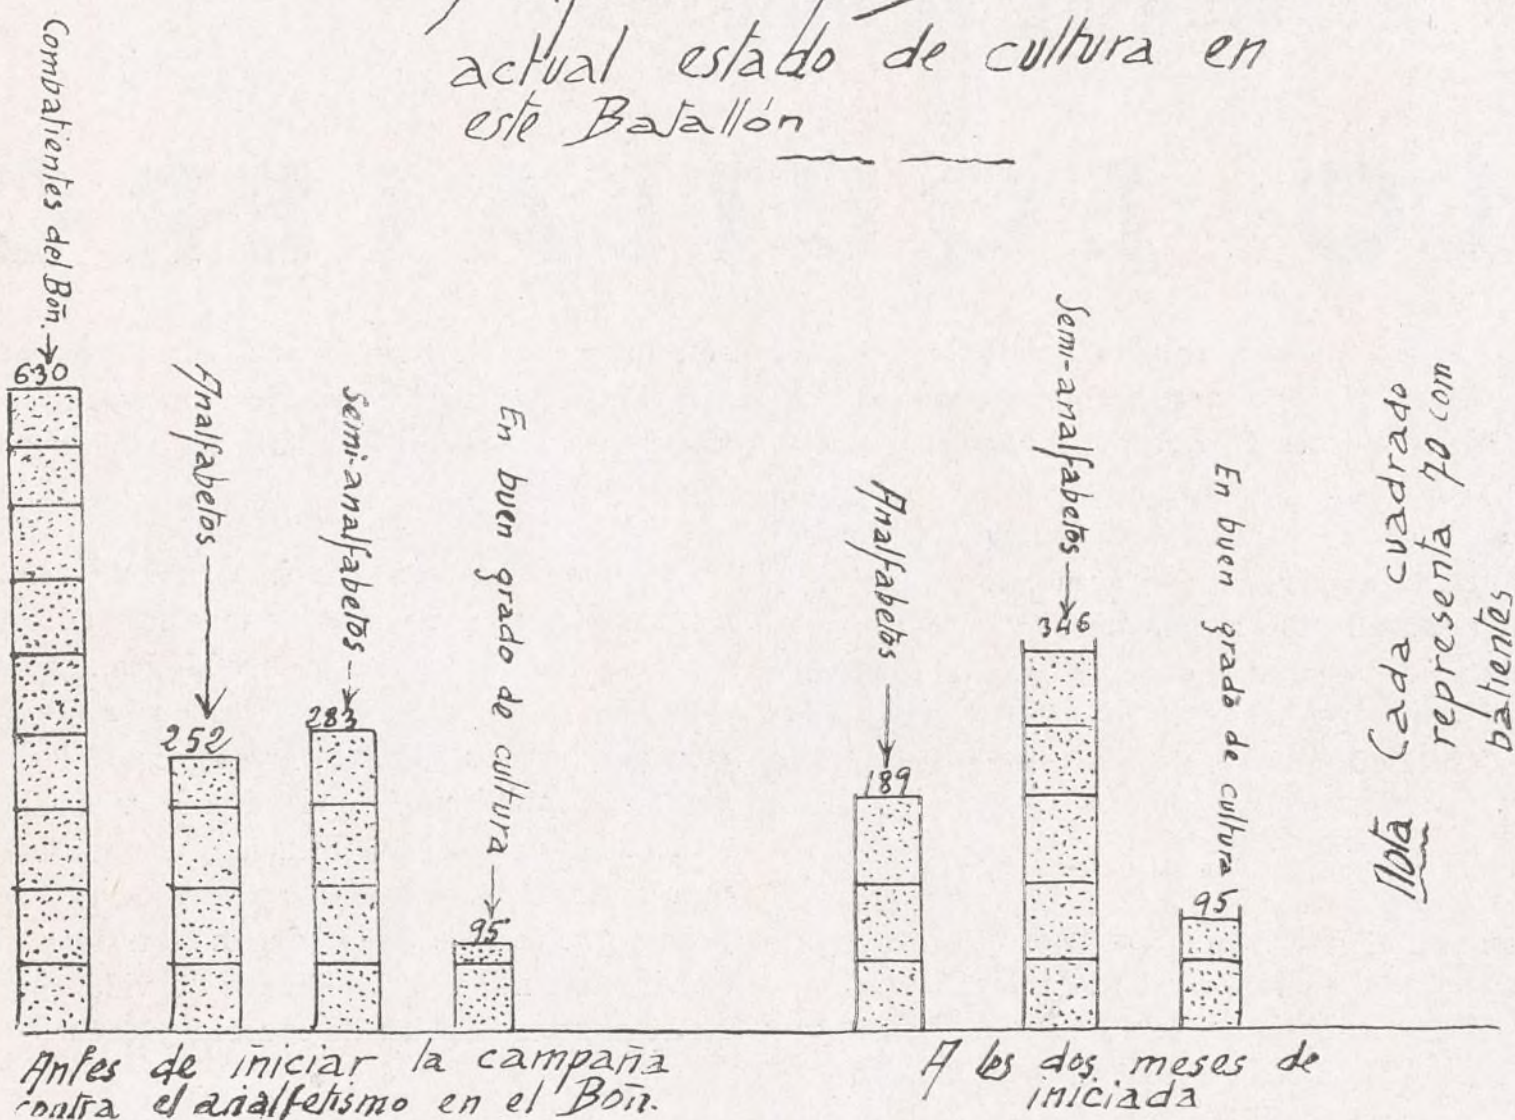 actual estado de cultura en
este Batallón
Combatientes del Bōn.
630
Analfabetos
252
Semi-analfabetos
283
En buen grado de cultura
95
Analfabetos
189
Semi-analfabetos
346
En buen grado de cultura
95
Nota Cada cuadrado
representa 70 com
batientes
Antes de iniciar la campaña
contra el analfetismo en el Bōn.
A los dos meses de
iniciada